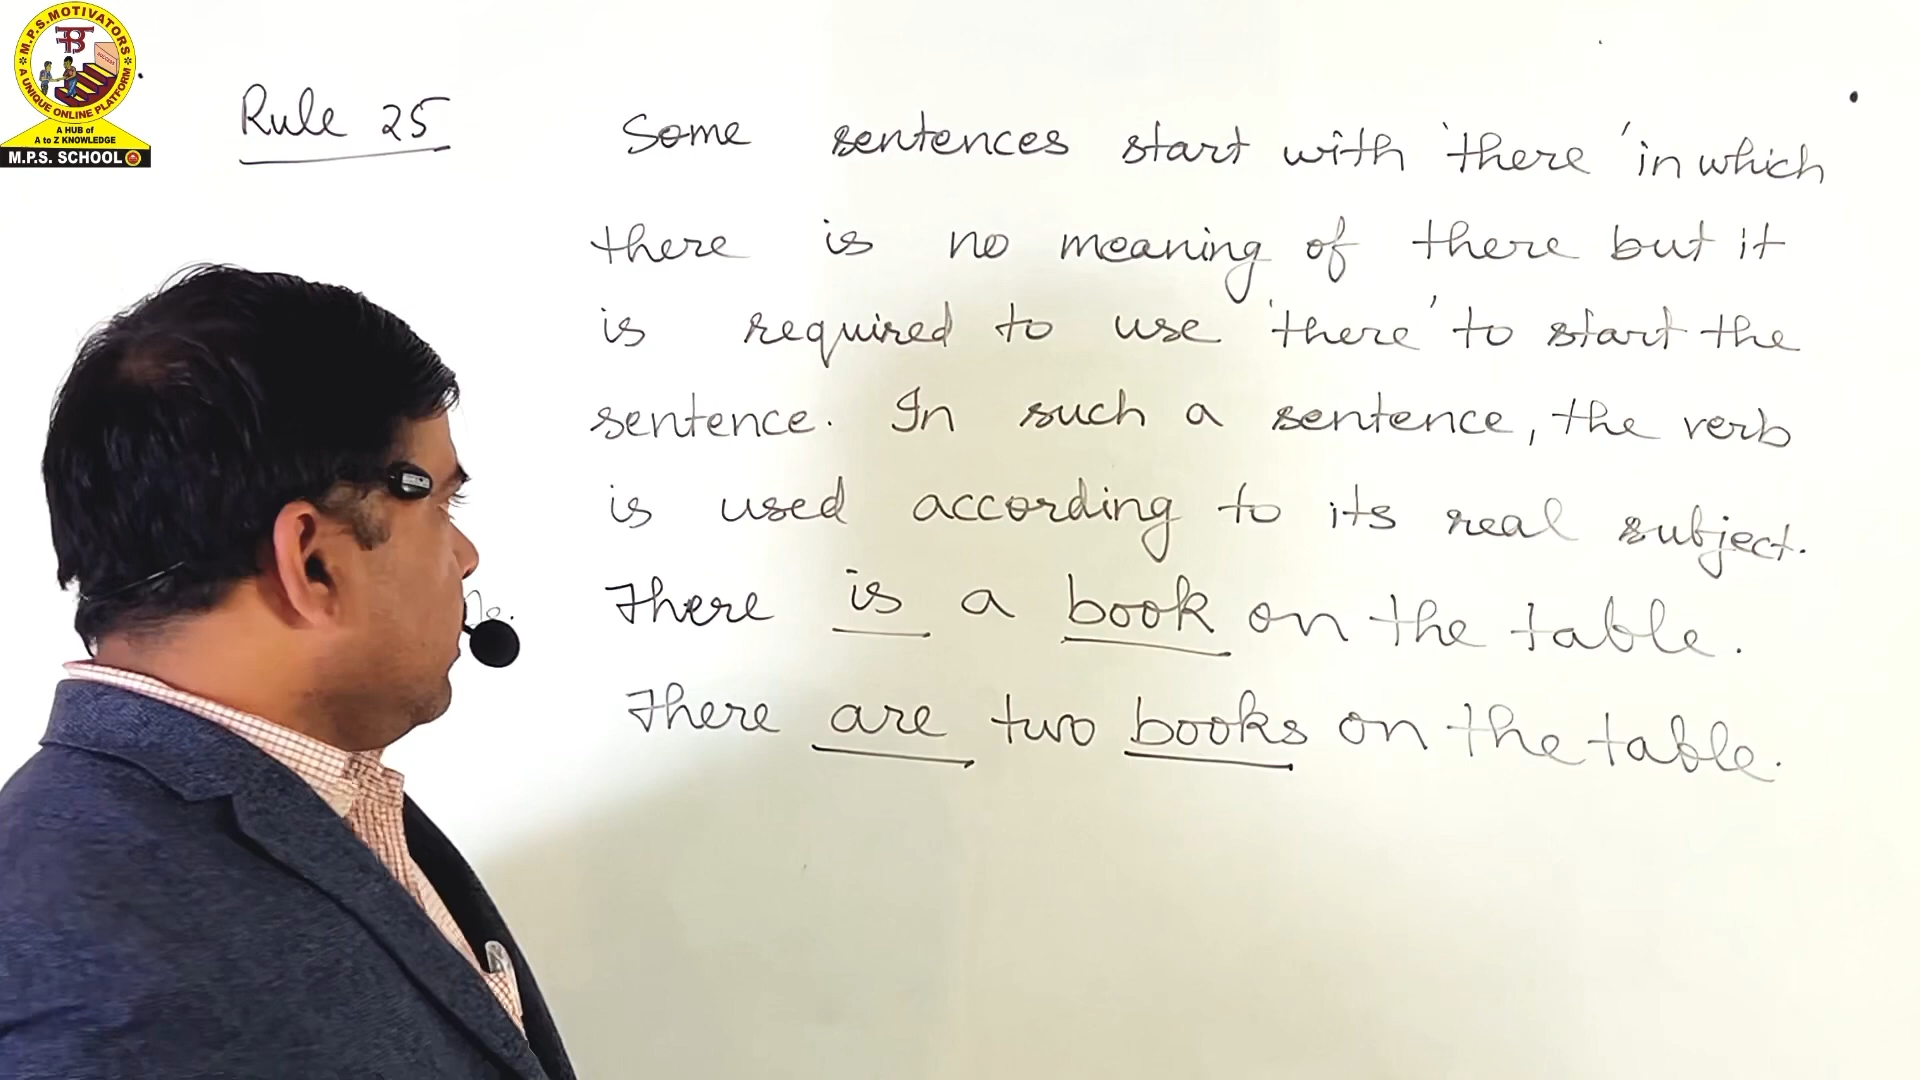 M.P.S.MOTIVATORS
A UNIQUE ONLINE PLATFORM
A HUB of
A to Z KNOWLEDGE
M.P.S. SCHOOL
Rule 25
Some sentences start with 'there' in which
there is no meaning of there but it
is required to use 'there' to start the
sentence. In such a sentence, the verb
is used according to its real subject.
There is a book on the table.
There are two books on the table.